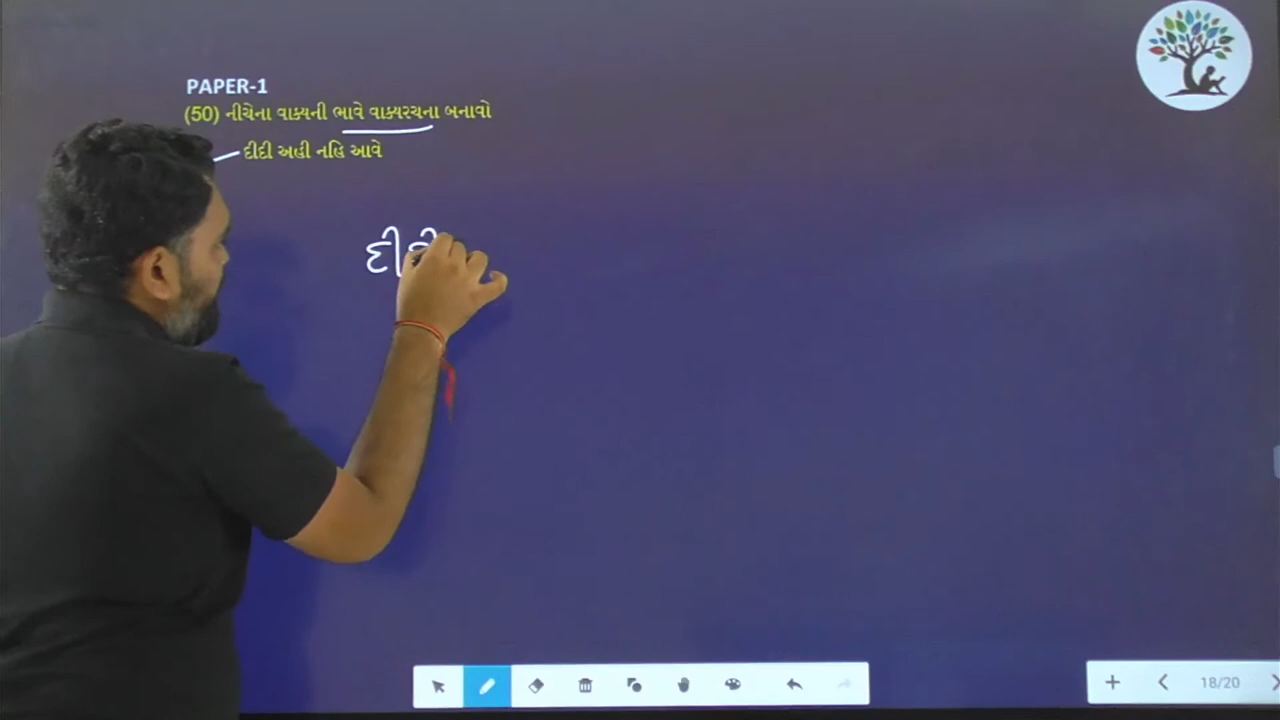 PAPER-1
(50) નીચેના વાક્યની ભાવે વાક્યરચના બનાવો
દીદી અહી નહિ આવે
દી
18/20